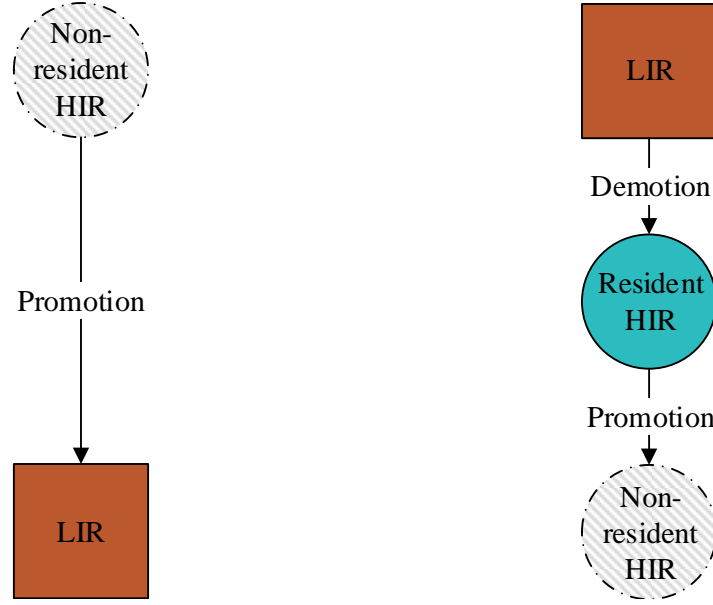 Non-
resident
HIR
Promotion
LIR
LIR
Demotion
Resident
HIR
Promotion
Non-
resident
HIR